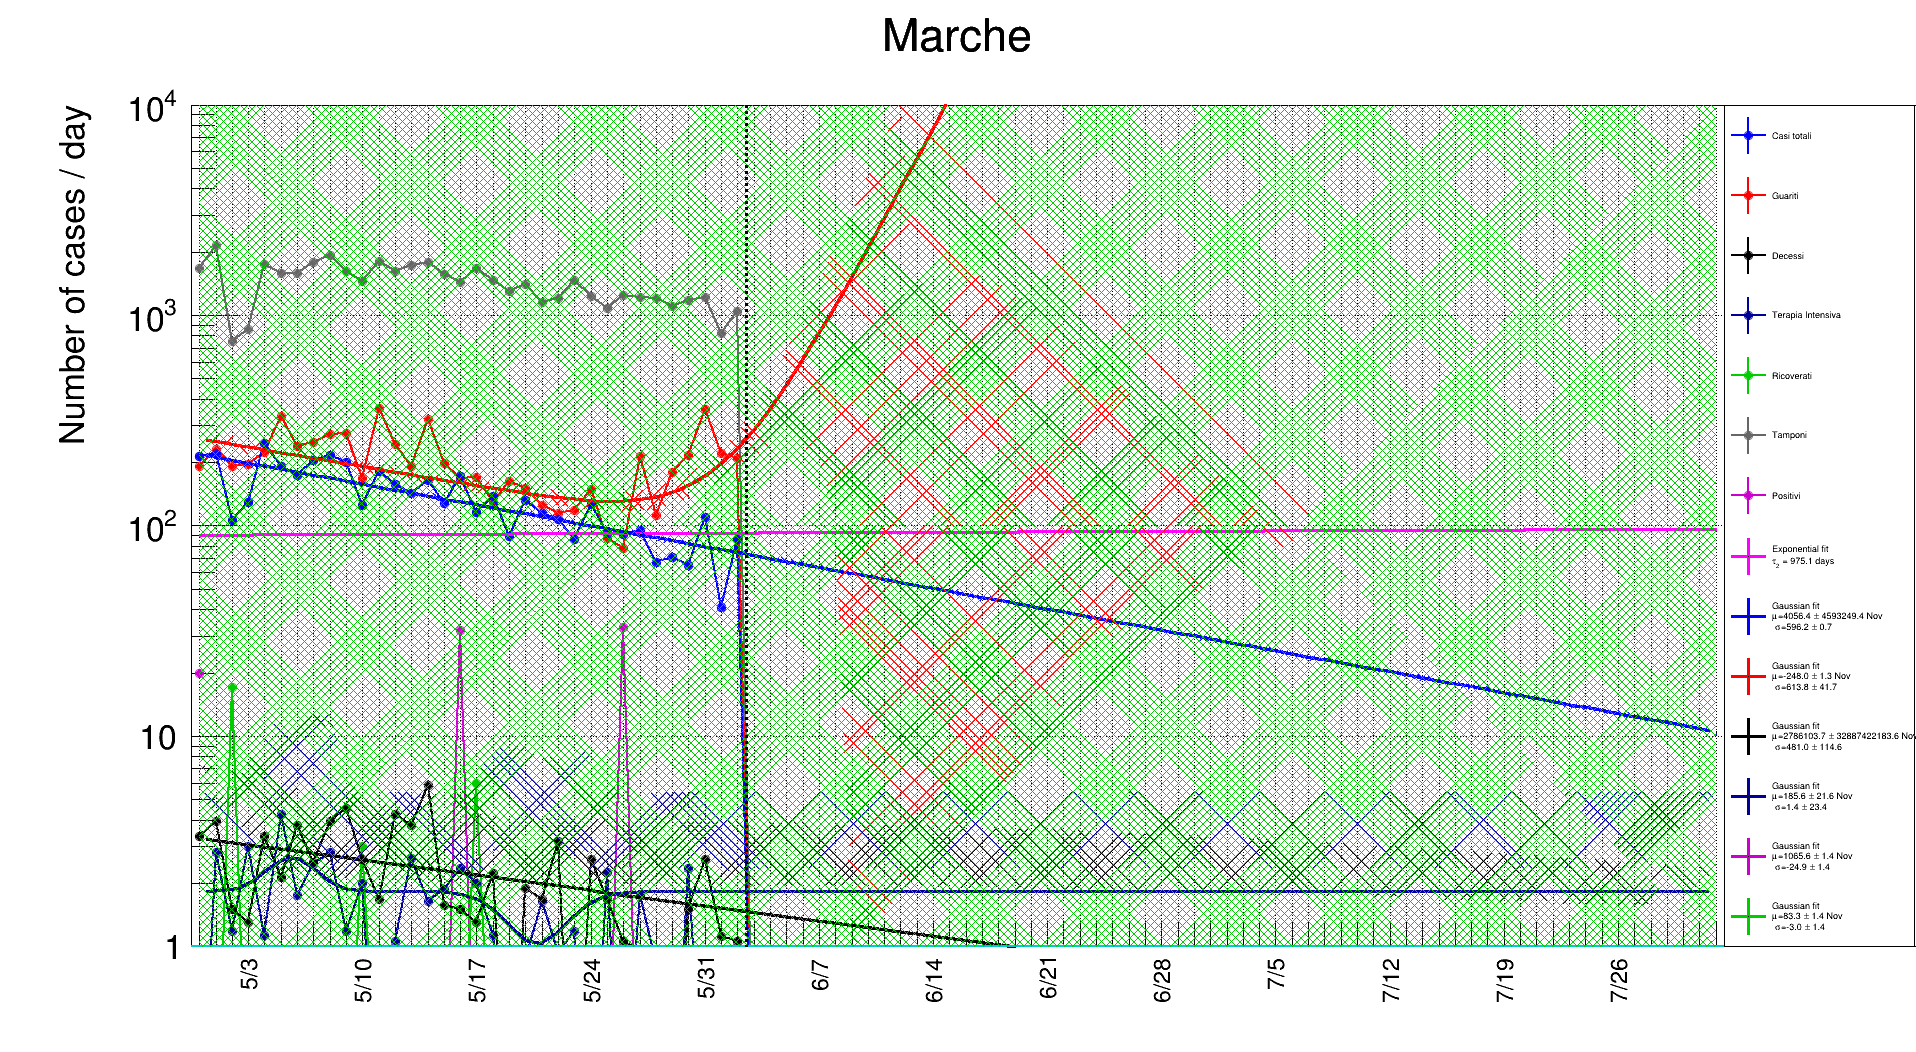 Marche
Number of cases / day
10^4
10^3
10^2
10
1
5/3
5/10
5/17
5/24
5/31
6/7
6/14
6/21
6/28
7/5
7/12
7/19
7/26
Casi totali
Guariti
Decessi
Terapia Intensiva
Ricoverati
Tamponi
Positivi
Exponential fit
τ₂ = 975.1 days
Gaussian fit
μ=4056.4 ± 4593249.4 Nov
σ=596.2 ± 0.7
Gaussian fit
μ=-248.0 ± 1.3 Nov
σ=613.8 ± 41.7
Gaussian fit
μ=2786103.7 ± 32887422183.6 Nov
σ=481.0 ± 114.6
Gaussian fit
μ=185.6 ± 21.6 Nov
σ=1.4 ± 23.4
Gaussian fit
μ=1065.6 ± 1.4 Nov
σ=-24.9 ± 1.4
Gaussian fit
μ=83.3 ± 1.4 Nov
σ=-3.0 ± 1.4